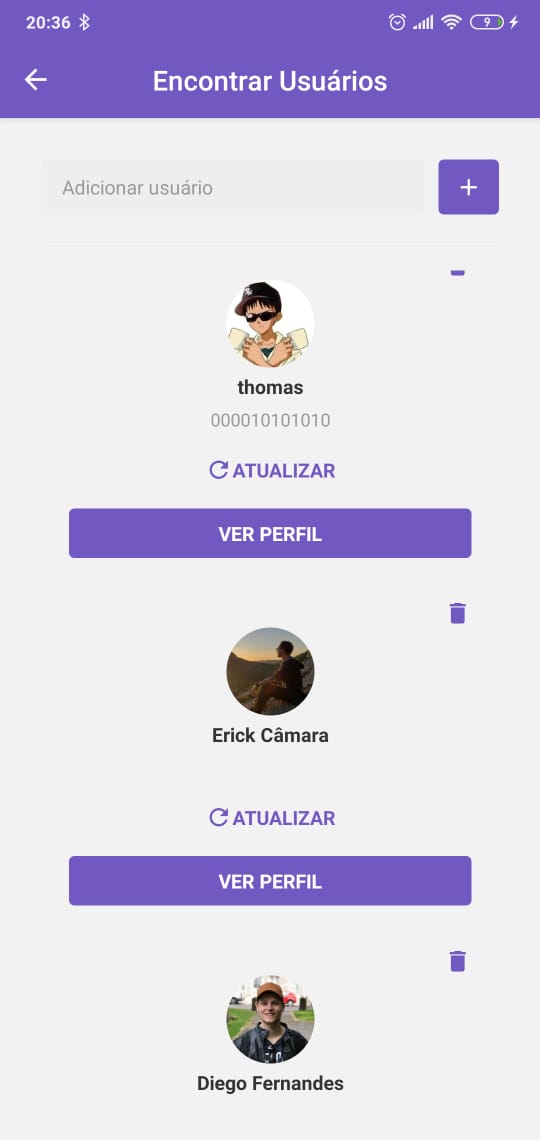 20:36
9
Encontrar Usuários
Adicionar usuário
+
thomas
000010101010
ATUALIZAR
VER PERFIL
Erick Câmara
ATUALIZAR
VER PERFIL
Diego Fernandes